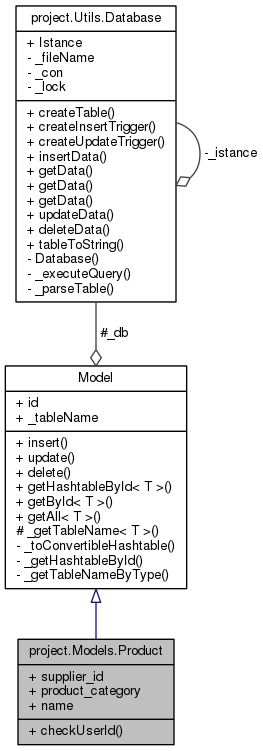 project.Utils.Database
+ Istance
- _fileName
- _con
- _lock
+ createTable()
+ createInsertTrigger()
+ createUpdateTrigger()
+ insertData()
+ getData()
+ getData()
+ getData()
+ updateData()
+ deleteData()
+ tableToString()
- Database()
- _executeQuery()
- _parseTable()
-_istance
#_db
Model
+ id
+ _tableName
+ insert()
+ update()
+ delete()
+ getHashtableById< T >()
+ getById< T >()
+ getAll< T >()
# _getTableName< T >()
- _toConvertibleHashtable()
- _getHashtableById()
- _getTableNameByType()
project.Models.Product
+ supplier_id
+ product_category
+ name
+ checkUserId()